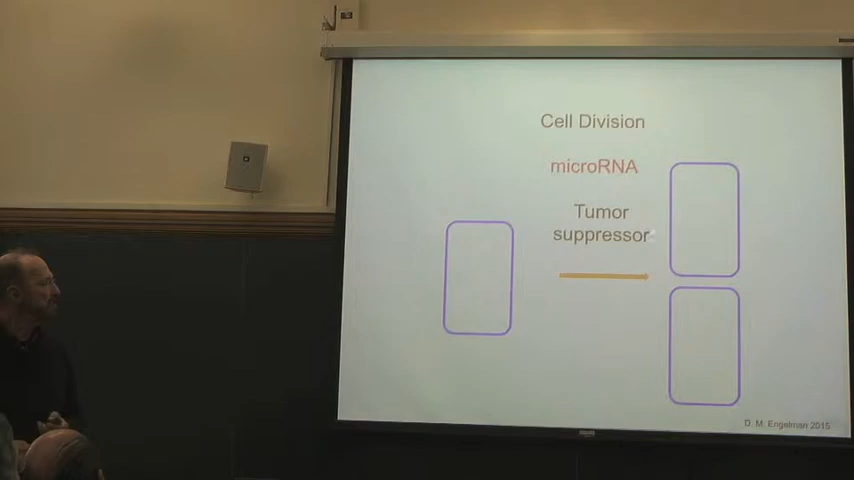 Cell Division
microRNA
Tumor
suppressor
D. M. Engelman 2015